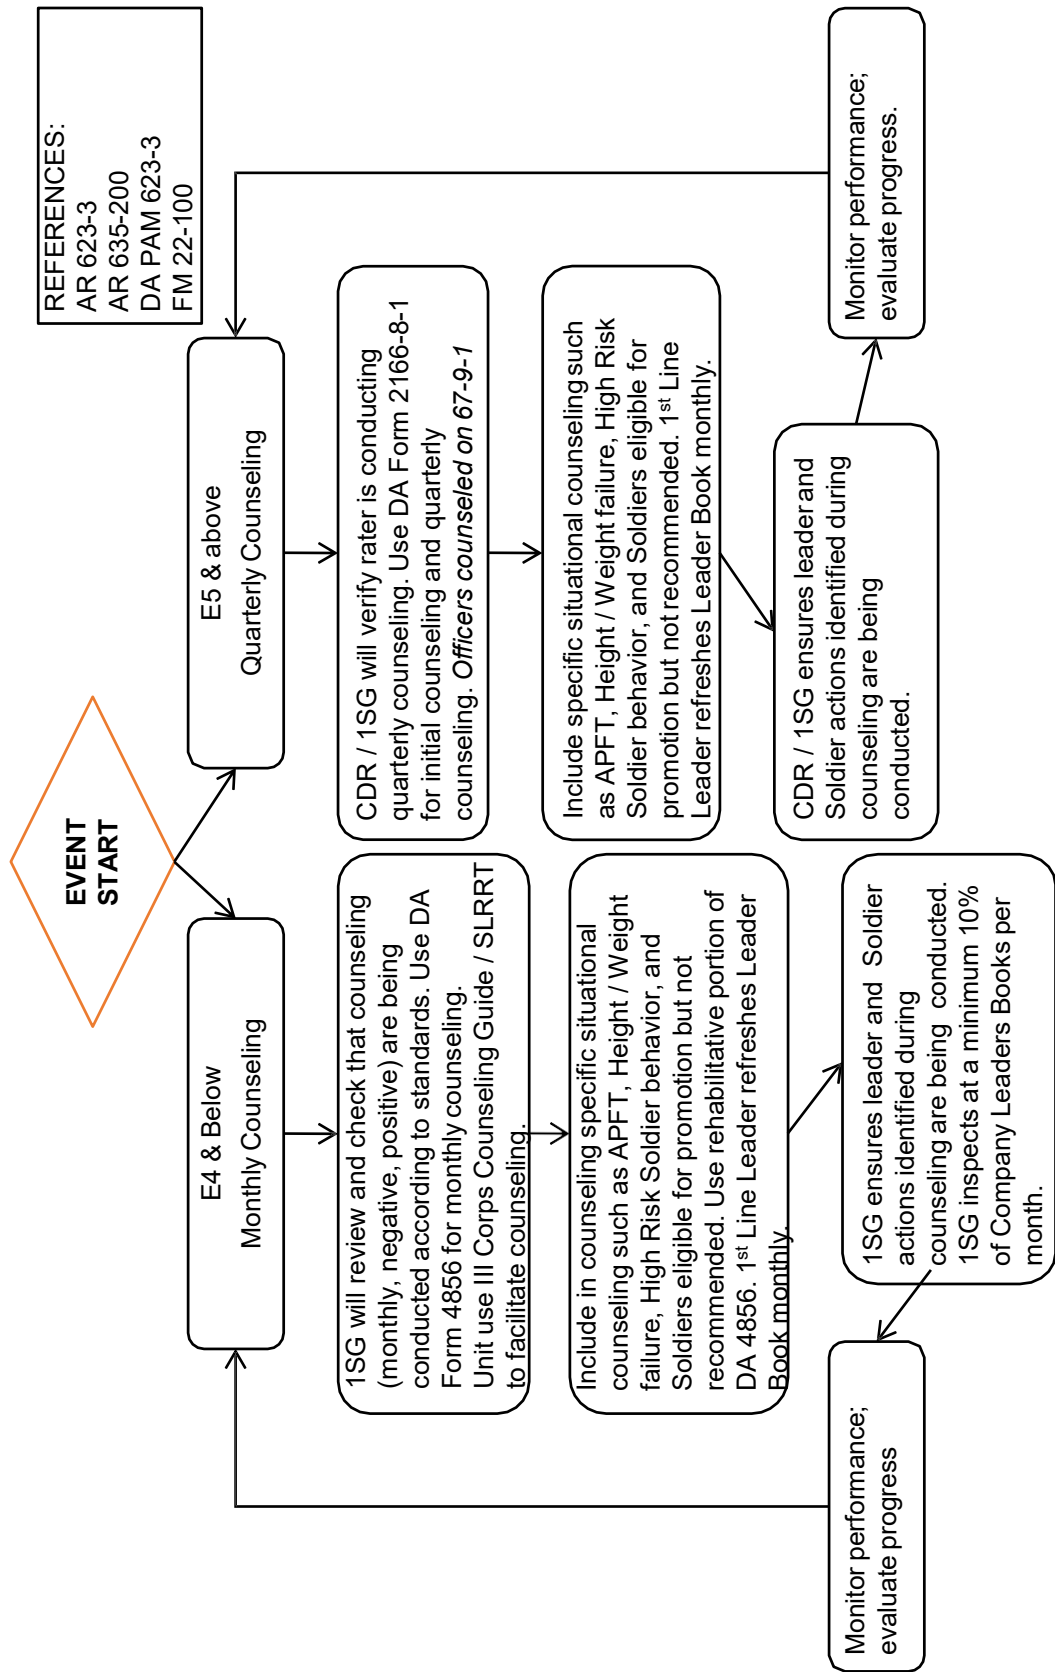 EVENT
START
REFERENCES:
AR 623-3
AR 635-200
DA PAM 623-3
FM 22-100
E4 & Below
Monthly Counseling
1SG will review and check that counseling
(monthly, negative, positive) are being
conducted according to standards. Use DA
Form 4856 for monthly counseling.
Unit use III Corps Counseling Guide / SLRRT
to facilitate counseling.
Include in counseling specific situational
counseling such as APFT, Height / Weight
failure, High Risk Soldier behavior, and
Soldiers eligible for promotion but not
recommended. Use rehabilitative portion of
DA 4856. 1st Line Leader refreshes Leader
Book monthly.
1SG ensures leader and Soldier
actions identified during
counseling are being conducted.
1SG inspects at a minimum 10%
of Company Leaders Books per
month.
Monitor performance;
evaluate progress
E5 & above
Quarterly Counseling
CDR / 1SG will verify rater is conducting
quarterly counseling. Use DA Form 2166-8-1
for initial counseling and quarterly
counseling. Officers counseled on 67-9-1
Include specific situational counseling such
as APFT, Height / Weight failure, High Risk
Soldier behavior, and Soldiers eligible for
promotion but not recommended. 1st Line
Leader refreshes Leader Book monthly.
CDR / 1SG ensures leader and
Soldier actions identified during
counseling are being
conducted.
Monitor performance;
evaluate progress.